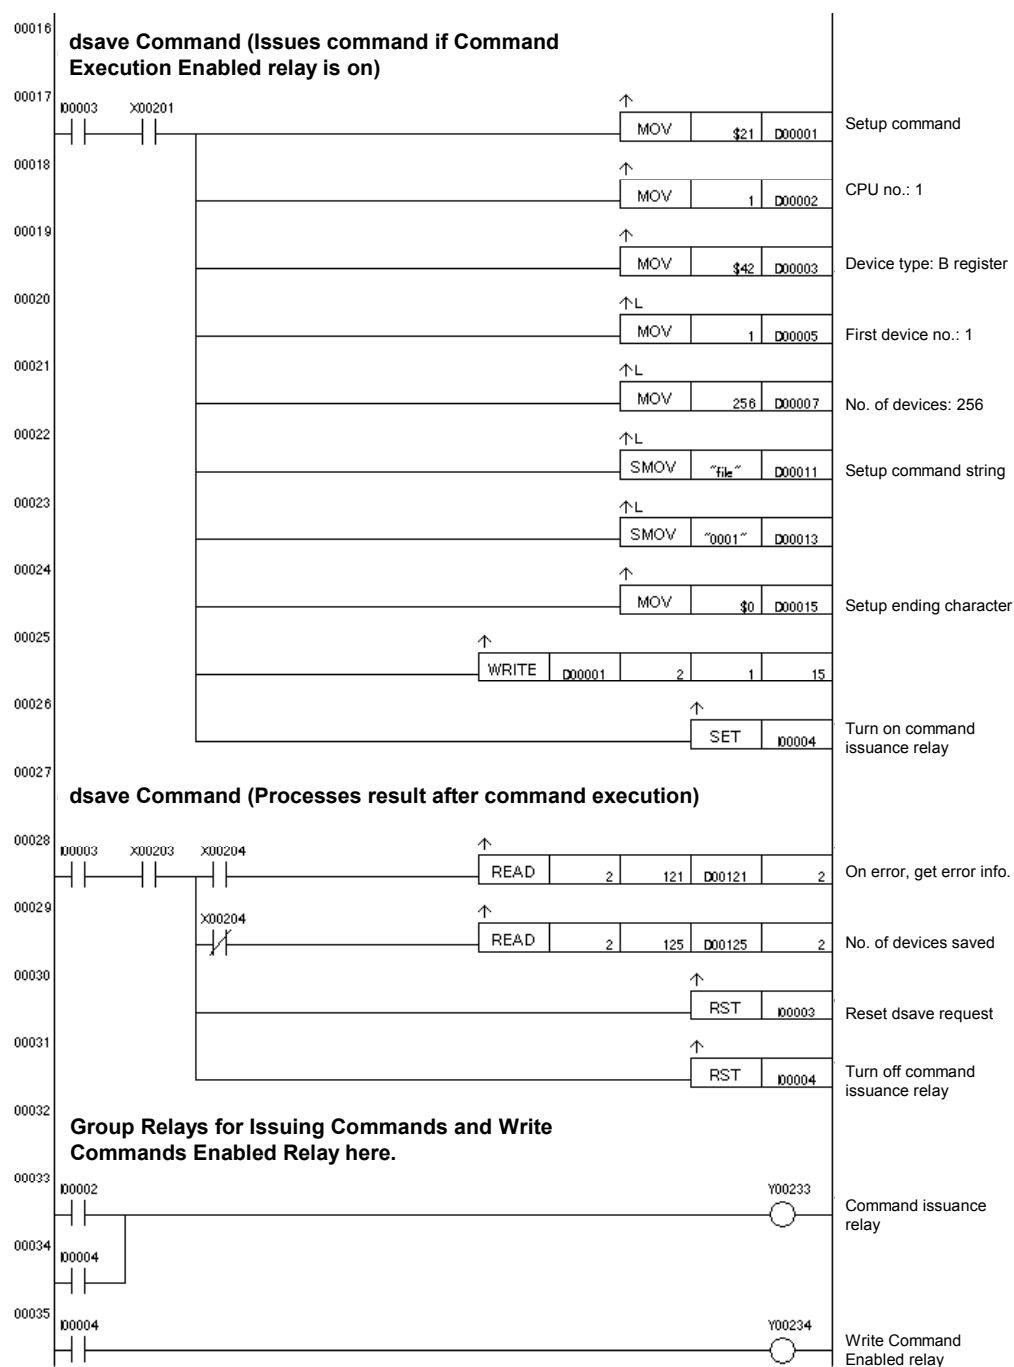 00016
dsave Command (Issues command if Command
Execution Enabled relay is on)
00017
I00003 X00201
↑
MOV $21 D00001
Setup command
00018
↑
MOV 1 D00002
CPU no.: 1
00019
↑
MOV $42 D00003
Device type: B register
00020
↑L
MOV 1 D00005
First device no.: 1
00021
↑L
MOV 256 D00007
No. of devices: 256
00022
↑L
SMOV "file" D00011
Setup command string
00023
↑L
SMOV "0001" D00013
00024
↑
MOV $0 D00015
Setup ending character
00025
↑
WRITE D00001 2 1 15
00026
↑
SET I00004
Turn on command
issuance relay
00027
dsave Command (Processes result after command execution)
00028
I00003 X00203 X00204
↑
READ 2 121 D00121 2
On error, get error info.
00029
X00204
↑
READ 2 125 D00125 2
No. of devices saved
00030
↑
RST I00003
Reset dsave request
00031
↑
RST I00004
Turn off command
issuance relay
00032
Group Relays for Issuing Commands and Write
Commands Enabled Relay here.
00033
I00002 Y00233
Command issuance
relay
00034
I00004
00035
I00004 Y00234
Write Command
Enabled relay